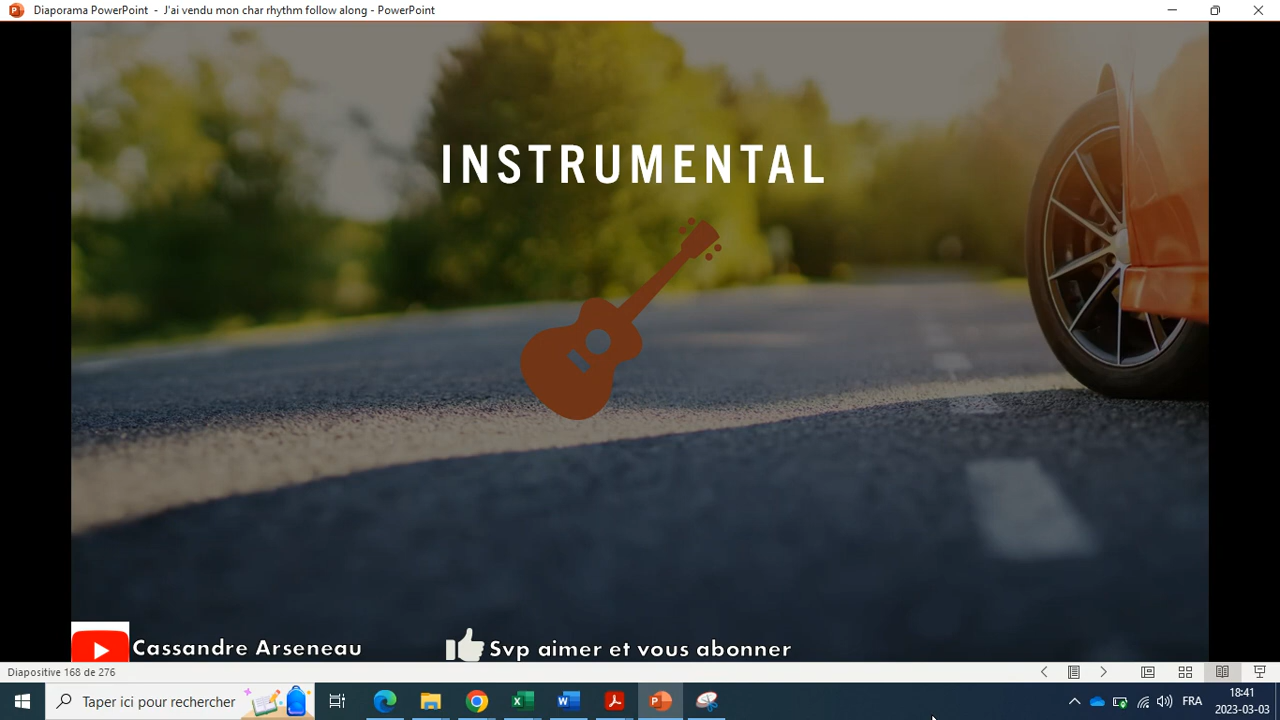 Diaporama PowerPoint - J'ai vendu mon char rhythm follow along - PowerPoint
INSTRUMENTAL
Cassandre Arseneau
Svp aimer et vous abonner
Diapositive 168 de 276
Taper ici pour rechercher
FRA
18:41
2023-03-03